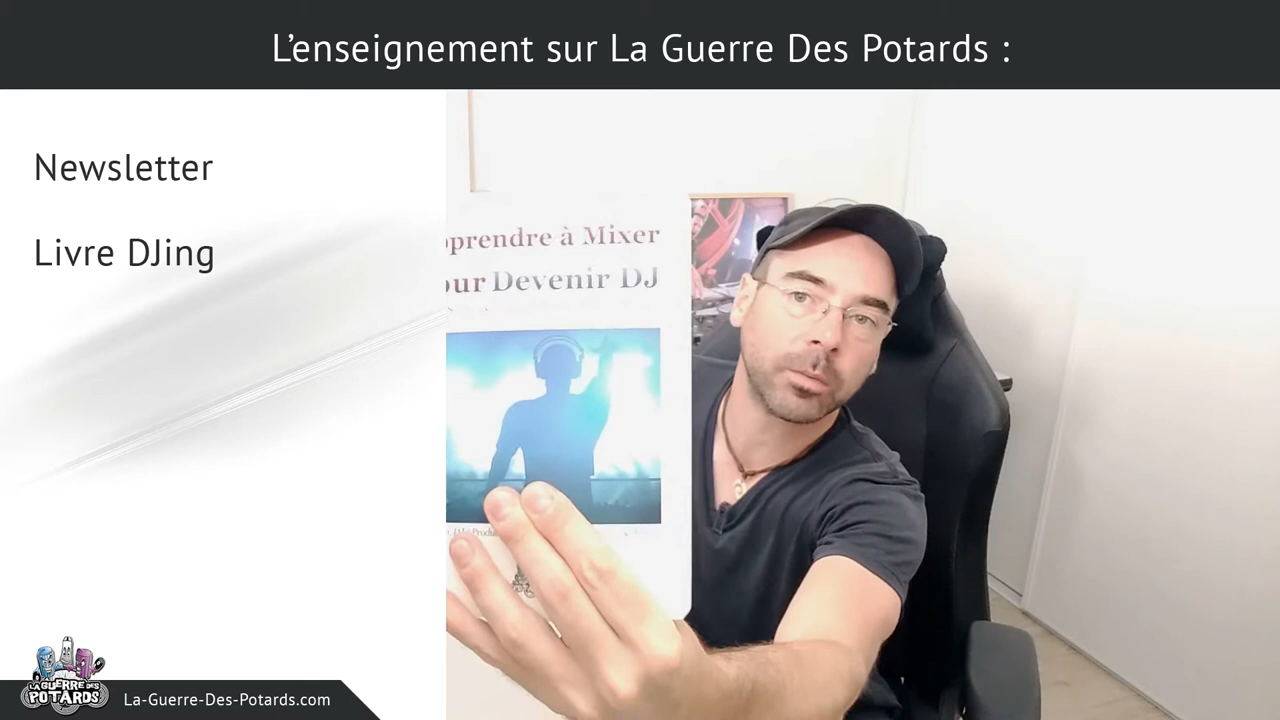 L’enseignement sur La Guerre Des Potards :
Newsletter
Livre DJing
pprendre à Mixer
our Devenir DJ
LA GUERRE DES
POTARDS
La-Guerre-Des-Potards.com